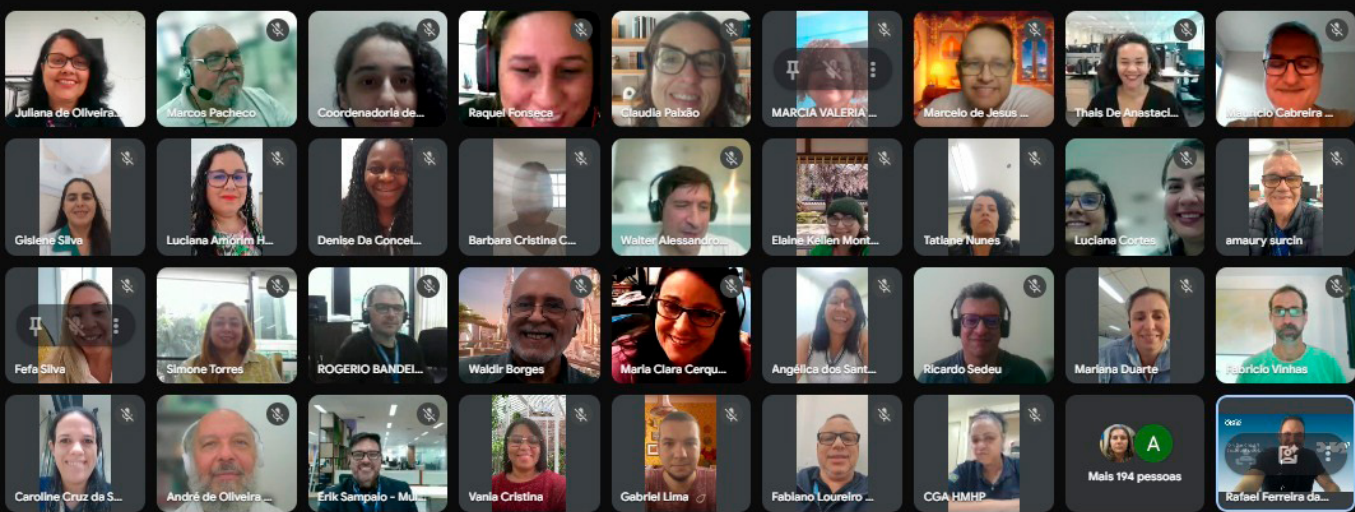 Juliana de Oliveira...
Marcos Pacheco
Coordenadoria de...
Raquel Fonseca
Claudia Paixão
MARCIA VALERIA ...
Marcelo de Jesus ...
Thais De Anastaci...
Mauricio Cabreira ...
Gislene Silva
Luciana Amorim H...
Denise Da Concei...
Barbara Cristina C...
Walter Alessandro...
Elaine Kellen Mont...
Tatiane Nunes
Luciana Cortes
amaury surcin
Fefa Silva
Simone Torres
ROGERIO BANDEI...
Waldir Borges
Maria Clara Cerqu...
Angélica dos Sant...
Ricardo Sedeu
Mariana Duarte
Fabricio Vinhas
Caroline Cruz da S...
André de Oliveira ...
Erik Sampaio - Mu...
Vania Cristina
Gabriel Lima
Fabiano Loureiro ...
CGA HMHP
A
Mais 194 pessoas
Rafael Ferreira da...